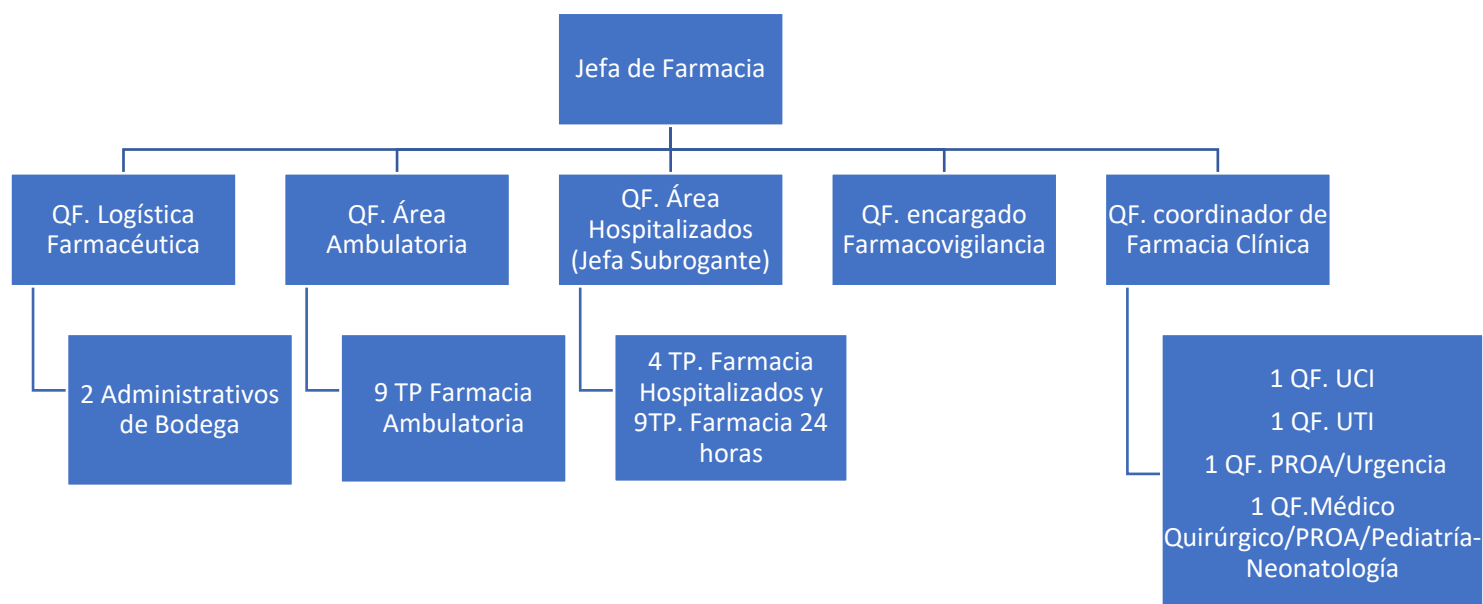 Jefa de Farmacia
QF. Logística
Farmacéutica
QF. Área
Ambulatoria
QF. Área
Hospitalizados
(Jefa Subrogante)
QF. encargado
Farmacovigilancia
QF. coordinador de
Farmacia Clínica
2 Administrativos
de Bodega
9 TP Farmacia
Ambulatoria
4 TP. Farmacia
Hospitalizados y
9TP. Farmacia 24
horas
1 QF. UCI
1 QF. UTI
1 QF. PROA/Urgencia
1 QF.Médico
Quirúrgico/PROA/Pediatría-
Neonatología